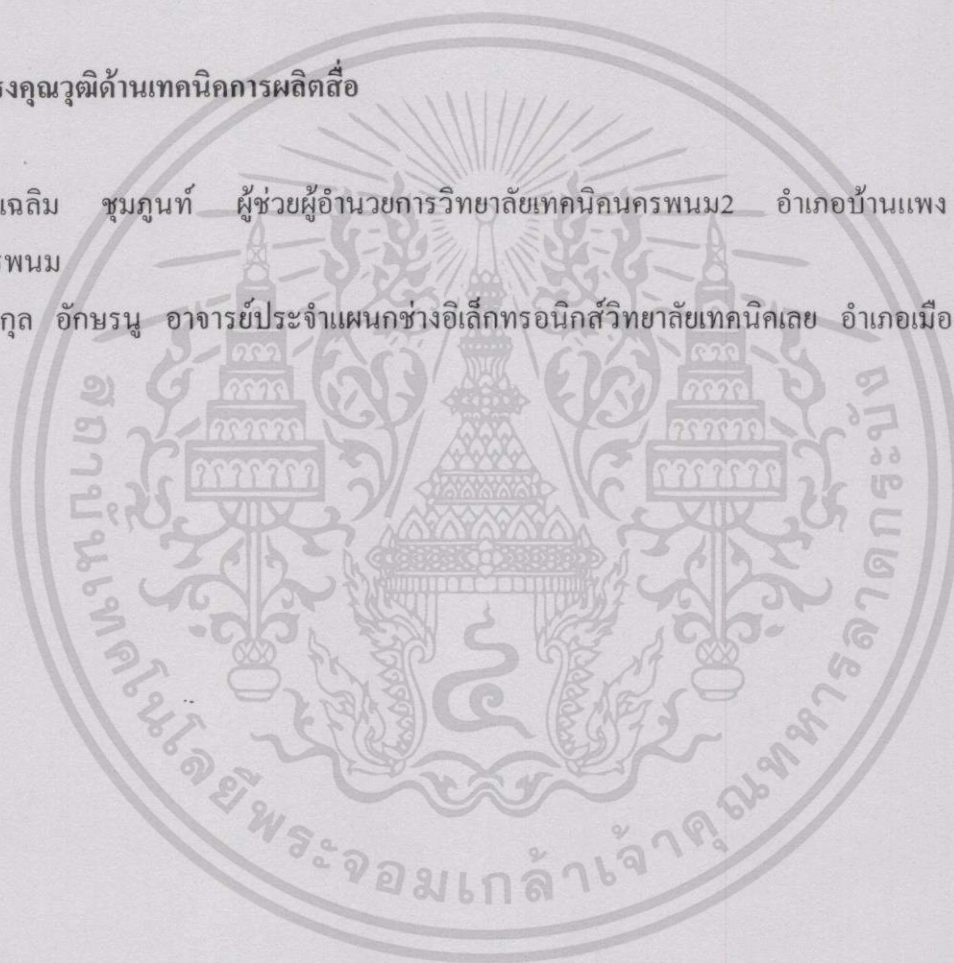 รงคุณวุฒิด้านเทคนิคการผลิตสื่อ
เฉลิม ชุมภูนท์ ผู้ช่วยผู้อำนวยการวิทยาลัยเทคนิคนครพนม2 อำเภอบ้านแพง
รพนม
กุล อักษรนู อาจารย์ประจำแผนกช่างอิเล็กทรอนิกส์วิทยาลัยเทคนิคเลย อำเภอเมือ
สถาบันเทคโนโลยีพระจอมเกล้าเจ้าคุณทหารลาดกระบัง
๔